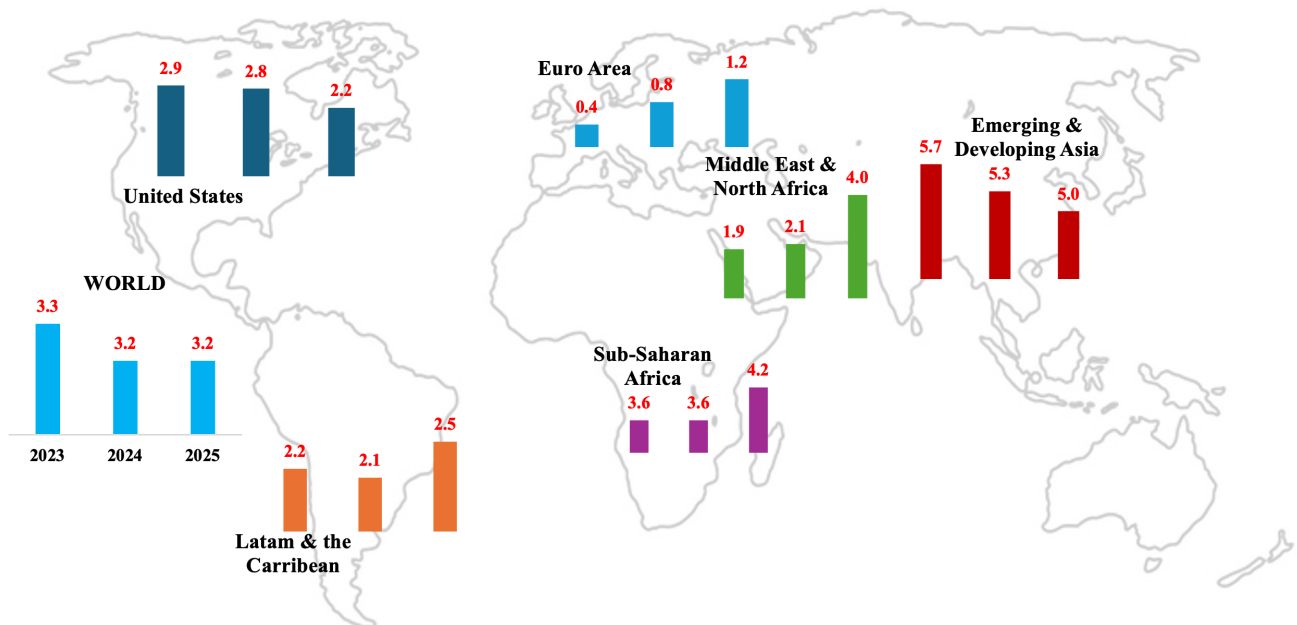 2.9
2.8
2.2
United States
Euro Area
0.4
0.8
1.2
Middle East &
North Africa
1.9
2.1
4.0
Emerging &
Developing Asia
5.7
5.3
5.0
WORLD
3.3
3.2
3.2
2023
2024
2025
Sub-Saharan
Africa
3.6
3.6
4.2
2.2
2.1
2.5
Latam & the
Carribean